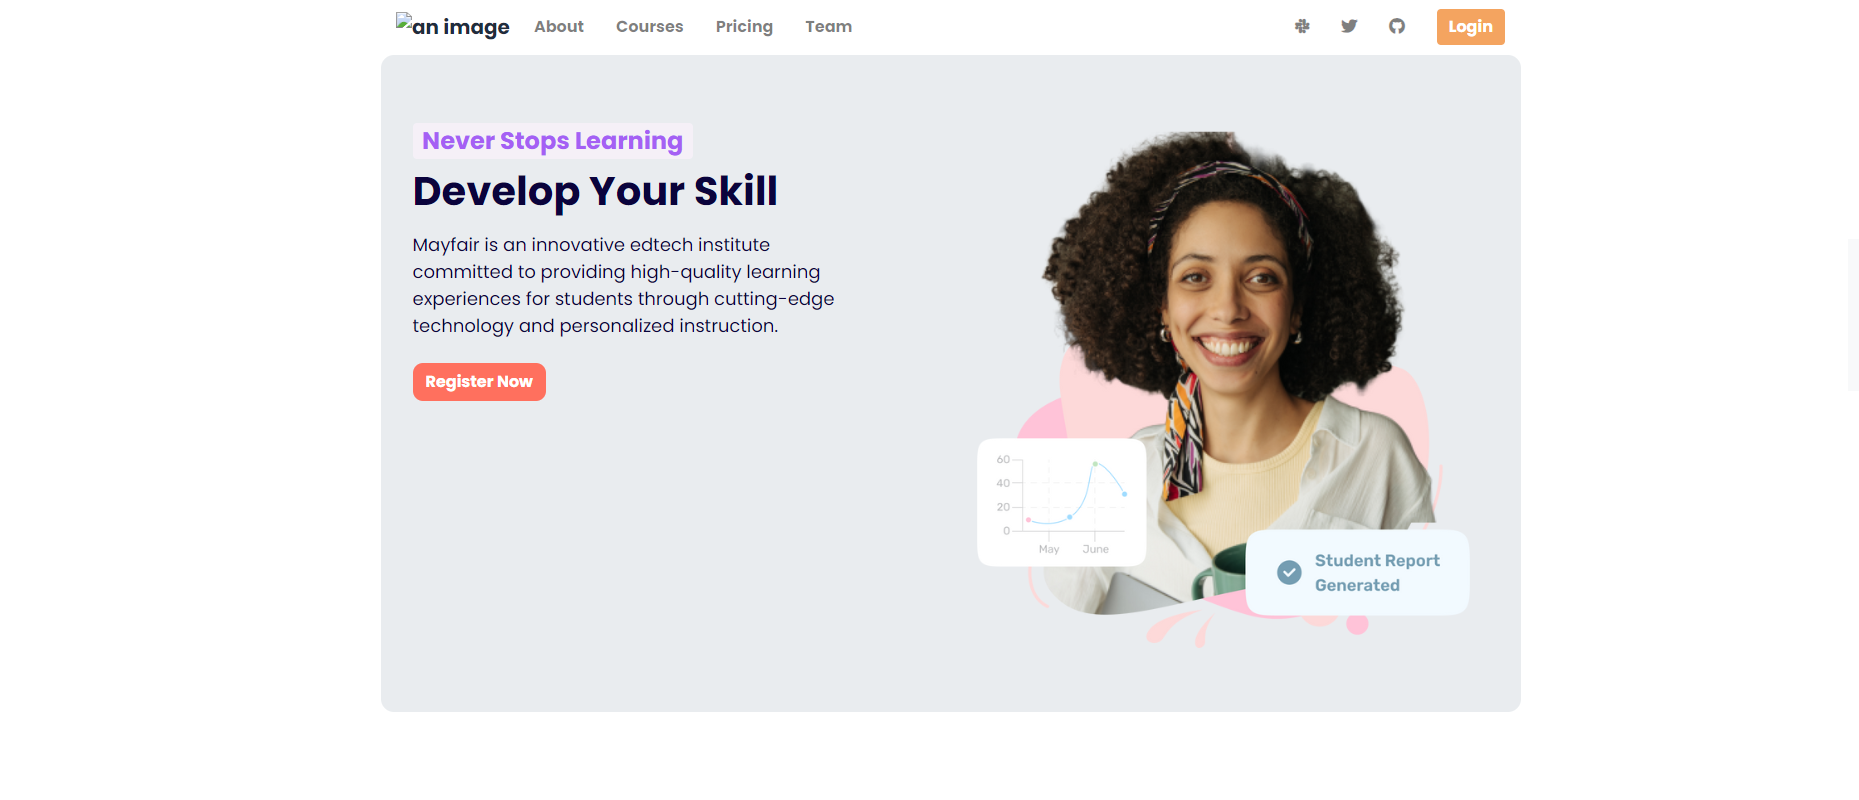 an image
About
Courses
Pricing
Team
Login
Never Stops Learning
Develop Your Skill
Mayfair is an innovative edtech institute
committed to providing high-quality learning
experiences for students through cutting-edge
technology and personalized instruction.
Register Now
60
40
20
0
May June
Student Report
Generated